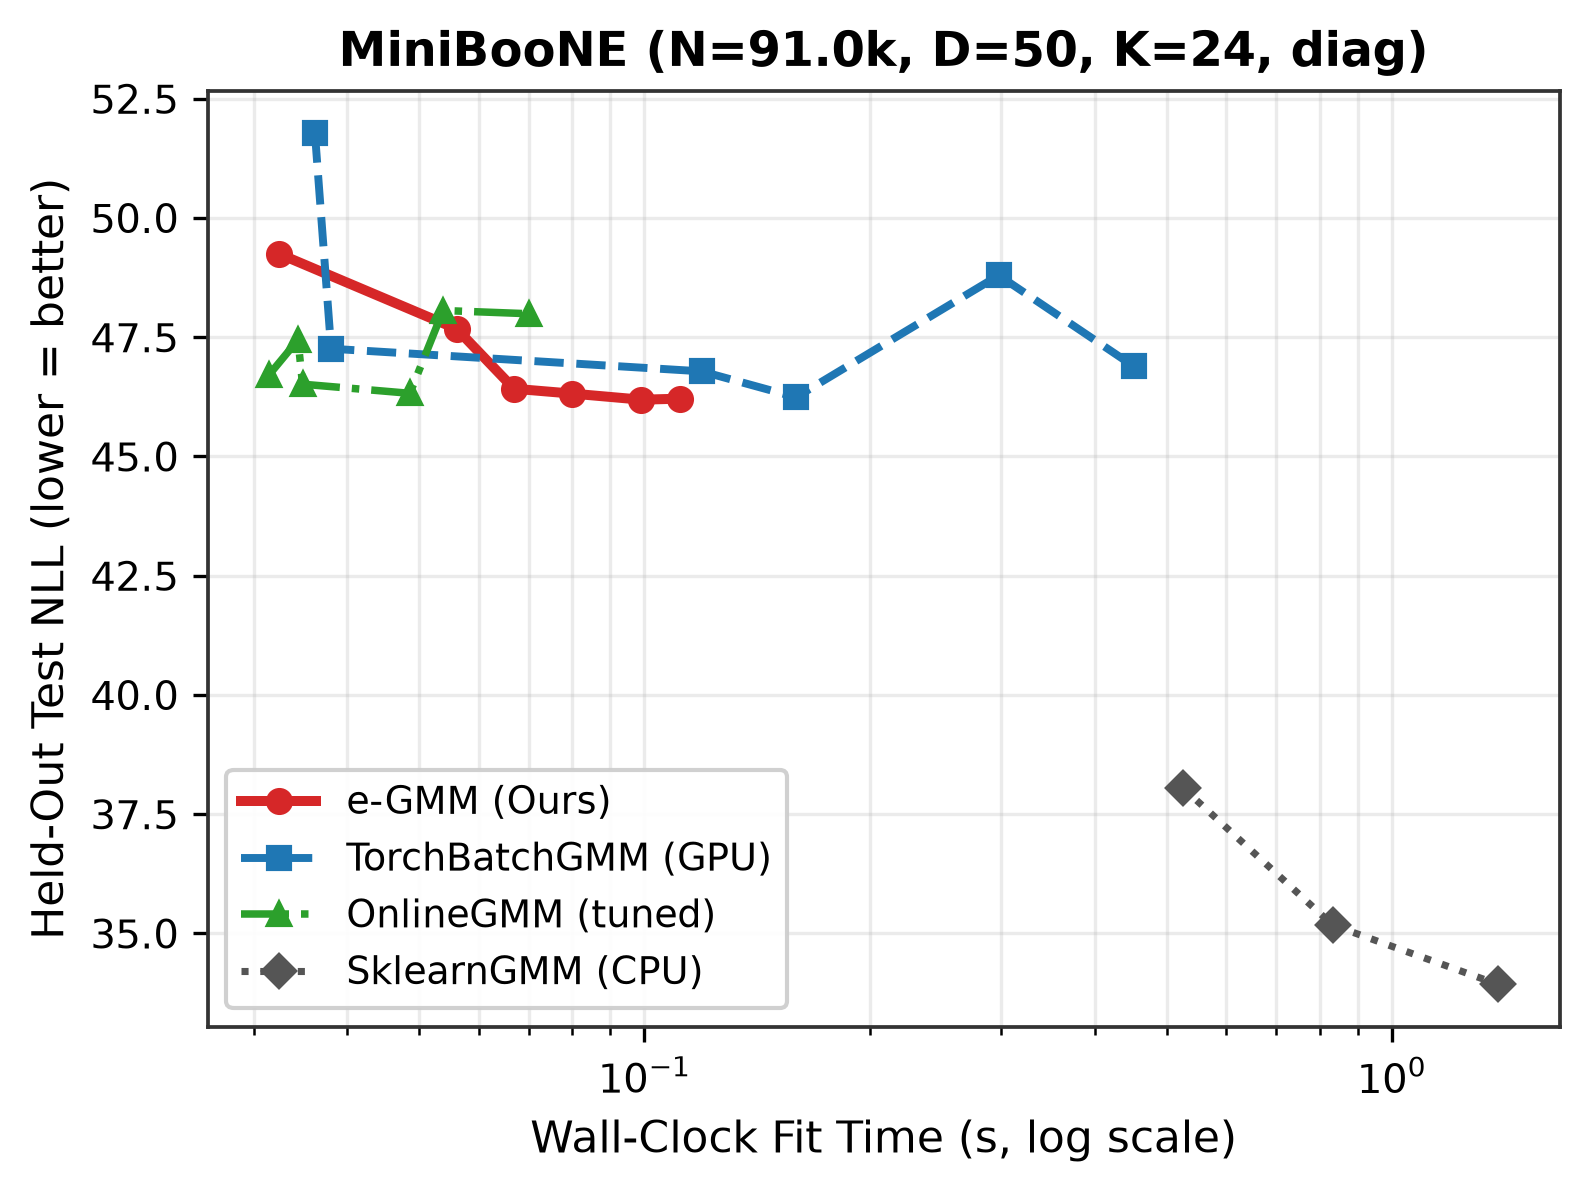 MiniBooNE (N=91.0k, D=50, K=24, diag)
Held-Out Test NLL (lower = better)
52.5
50.0
47.5
45.0
42.5
40.0
37.5
35.0
e-GMM (Ours)
TorchBatchGMM (GPU)
OnlineGMM (tuned)
SklearnGMM (CPU)
10⁻¹
10⁰
Wall-Clock Fit Time (s, log scale)